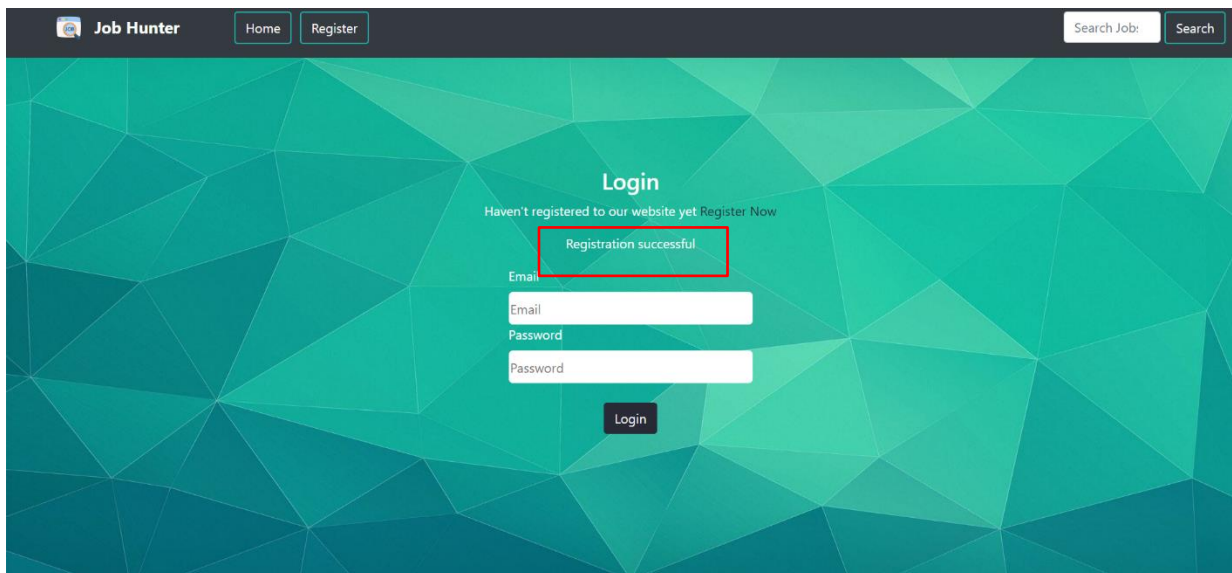 Job Hunter Home Register Search Jobs Search
Login
Haven't registered to our website yet Register Now
Registration successful
Email
Email
Password
Password
Login